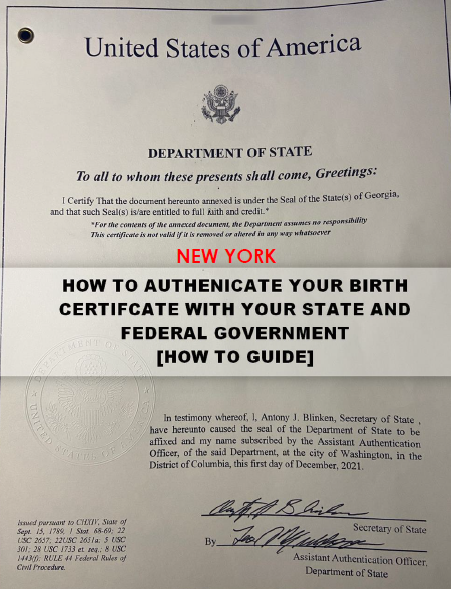 United States of America
DEPARTMENT OF STATE
To all to whom these presents shall come, Greetings:
I Certify That the document hereunto annexed is under the Seal of the State(s) of Georgia,
and that such Seal(s) is/are entitled to full faith and credit.*
*For the contents of the annexed document, the Department assumes no responsibility
This certificate is not valid if it is removed or altered in any way whatsoever
NEW YORK
HOW TO AUTHENICATE YOUR BIRTH
CERTIFCATE WITH YOUR STATE AND
FEDERAL GOVERNMENT
[HOW TO GUIDE]
In testimony whereof, I, Antony J. Blinken, Secretary of State ,
have hereunto caused the seal of the Department of State to be
affixed and my name subscribed by the Assistant Authentication
Officer, of the said Department, at the city of Washington, in the
District of Columbia, this first day of December, 2021.
Issued pursuant to CHXIV, State of
Sept. 15, 1789, 1 Stat 68-69; 22
USC 2657; 22USC 2651a; 5 USC
301; 28 USC 1733 et. seq.; 8 USC
1443(f); RULE 44 Federal Rules of
Civil Procedure.
Secretary of State
By
Assistant Authentication Officer,
Department of State